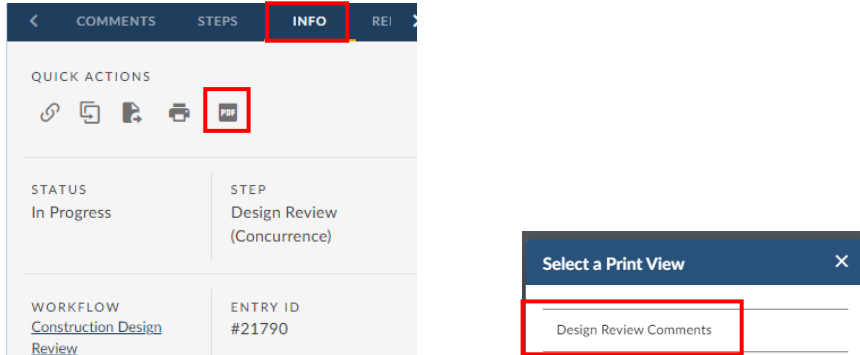 COMMENTS STEPS INFO REI
QUICK ACTIONS
PDF
STATUS
In Progress
STEP
Design Review
(Concurrence)
WORKFLOW
Construction Design
Review
ENTRY ID
#21790
Select a Print View
Design Review Comments